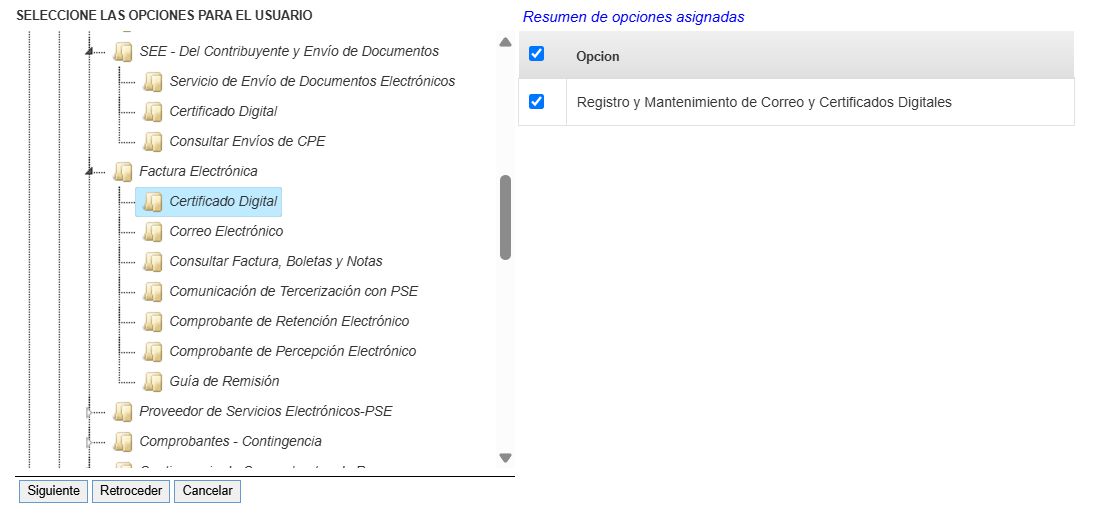 SELECCIONE LAS OPCIONES PARA EL USUARIO
SEE - Del Contribuyente y Envío de Documentos
Servicio de Envío de Documentos Electrónicos
Certificado Digital
Consultar Envíos de CPE
Factura Electrónica
Certificado Digital
Correo Electrónico
Consultar Factura, Boletas y Notas
Comunicación de Tercerización con PSE
Comprobante de Retención Electrónico
Comprobante de Percepción Electrónico
Guía de Remisión
Proveedor de Servicios Electrónicos-PSE
Comprobantes - Contingencia
Siguiente Retroceder Cancelar
Resumen de opciones asignadas
Opcion
Registro y Mantenimiento de Correo y Certificados Digitales